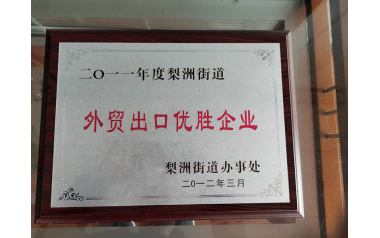 二〇一一年度梨洲街道
外贸出口优胜企业
梨洲街道办事处
二〇一二年三月